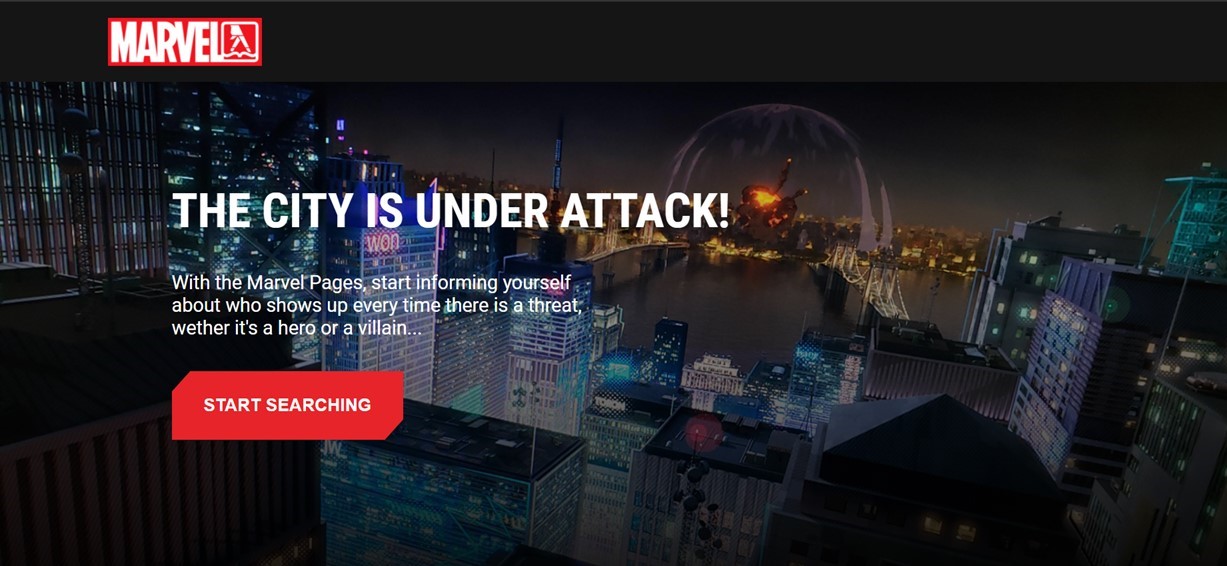 MARVEL
THE CITY IS UNDER ATTACK!
won
With the Marvel Pages, start informing yourself
about who shows up every time there is a threat,
wether it's a hero or a villain...
START SEARCHING